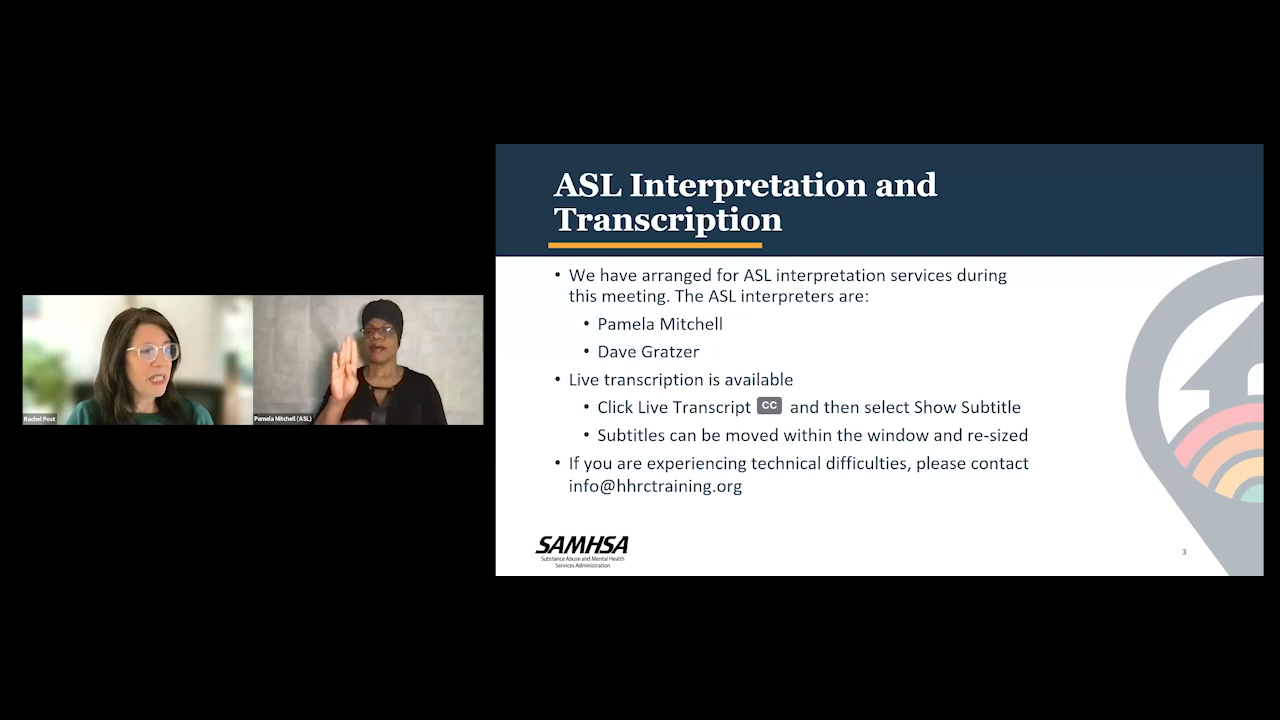 ASL Interpretation and
Transcription
• We have arranged for ASL interpretation services during
this meeting. The ASL interpreters are:
• Pamela Mitchell
• Dave Gratzer
• Live transcription is available
• Click Live Transcript CC and then select Show Subtitle
• Subtitles can be moved within the window and re-sized
• If you are experiencing technical difficulties, please contact
info@hhrctraining.org
Rachel Post
Pamela Mitchell (ASL)
SAMHSA
Substance Abuse and Mental Health
Services Administration
3